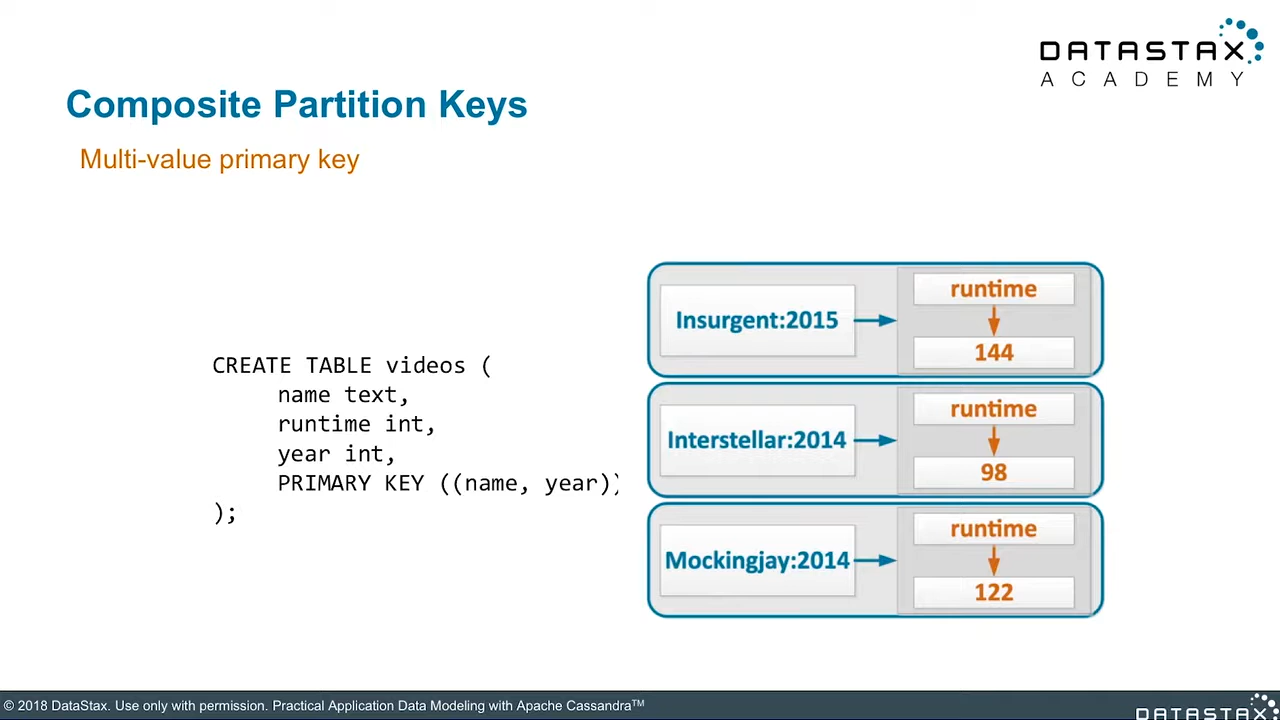 DATASTAX
ACADEMY
Composite Partition Keys
Multi-value primary key
CREATE TABLE videos (
name text,
runtime int,
year int,
PRIMARY KEY ((name, year))
);
Insurgent:2015
runtime
144
Interstellar:2014
runtime
98
Mockingjay:2014
runtime
122
© 2018 DataStax. Use only with permission. Practical Application Data Modeling with Apache Cassandra™
DATASTAX